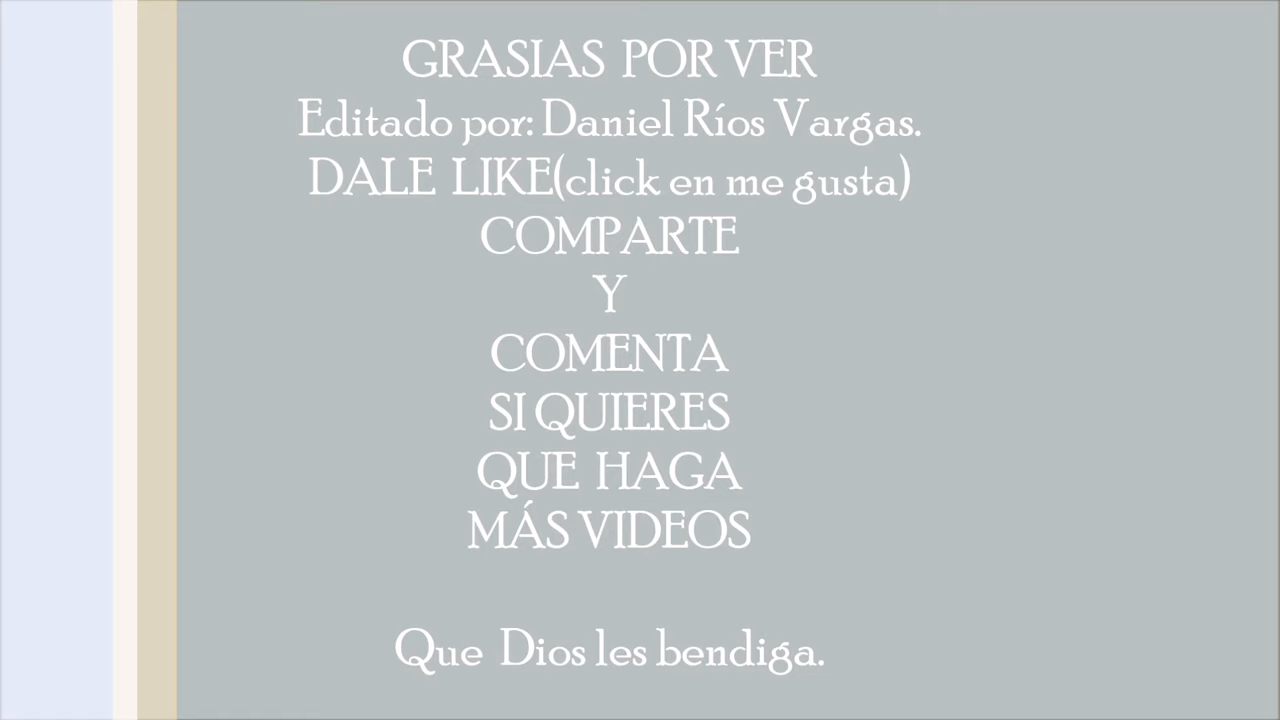 GRASIAS POR VER
Editado por: Daniel Ríos Vargas.
DALE LIKE(click en me gusta)
COMPARTE
Y
COMENTA
SI QUIERES
QUE HAGA
MÁS VIDEOS
Que Dios les bendiga.